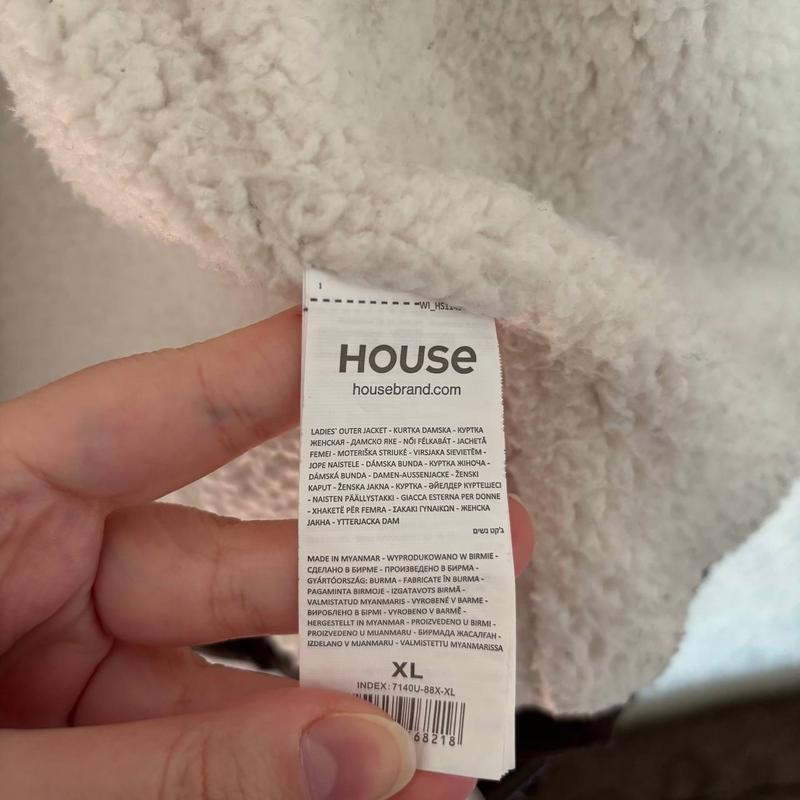 1
HOUSE
housebrand.com
LADIES' OUTER JACKET - KURTKA DAMSKA - КУРТКА
ЖЕНСКАЯ - ДАМСКО ЯКЕ - NŐI FÉLKABÁT - JACHETĂ
FEMEI - MOTERIŠKA STRIUKĖ - VIRSJAKA SIEVIETĒM -
JOPE NAISTELE - DÁMSKA BUNDA - КУРТКА ЖІНОЧА -
DÁMSKÁ BUNDA - DAMEN-AUSSENJACKE - ŽENSKI
KAPUT - ŽENSKA JAKNA - КУРТКА - ӘЙЕЛДЕР КУРТЕШЕСІ
- NAISTEN PÄÄLLYSTAKKI - GIACCA ESTERNA PER DONNE
- XHAKETË PËR FEMRA - ΣΑΚΑΚΙ ΓΥΝΑΙΚΩΝ - ЖЕНСКА
ЈАКНА - YTTERJACKA DAM
ג'קט נשים
MADE IN MYANMAR - WYPRODUKOWANO W BIRMIE -
СДЕЛАНО В БИРМЕ - ПРОИЗВЕДЕНО В БИРМА -
GYÁRTÓORSZÁG: BURMA - FABRICATE ÎN BURMA -
PAGAMINTA BIRMOJE - IZGATAVOTS BIRMĀ -
VALMISTATUD MYANMARIS - VYROBENÉ V BARME -
ВИРОБЛЕНО В БІРМІ - VYROBENO V BARMĚ -
HERGESTELLT IN MYANMAR - PROIZVEDENO U BIRMI -
PROIZVEDENO U MIJANMARU - БИРМАДА ЖАСАЛҒАН -
IZDELANO V MJANMARU - VALMISTETTU MYANMARISSA
XL
INDEX: 7140U-88X-XL
68218